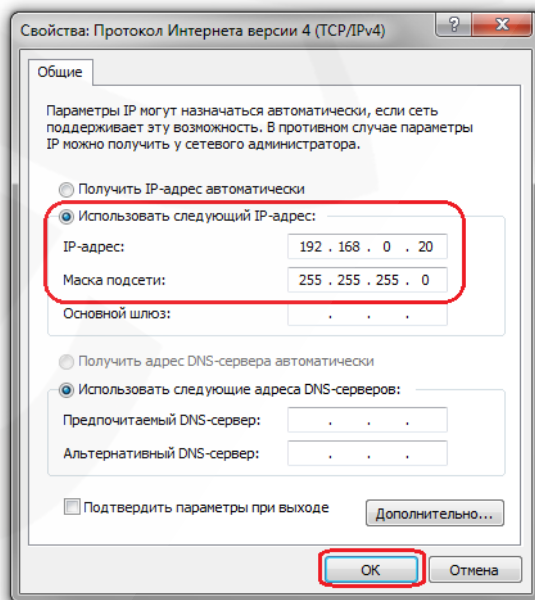 Свойства: Протокол Интернета версии 4 (TCP/IPv4)
Общие
Параметры IP могут назначаться автоматически, если сеть
поддерживает эту возможность. В противном случае параметры
IP можно получить у сетевого администратора.
Получить IP-адрес автоматически
Использовать следующий IP-адрес:
IP-адрес: 192 . 168 . 0 . 20
Маска подсети: 255 . 255 . 255 . 0
Основной шлюз: . . .
Получить адрес DNS-сервера автоматически
Использовать следующие адреса DNS-серверов:
Предпочитаемый DNS-сервер: . . .
Альтернативный DNS-сервер: . . .
Подтвердить параметры при выходе
Дополнительно...
ОК Отмена